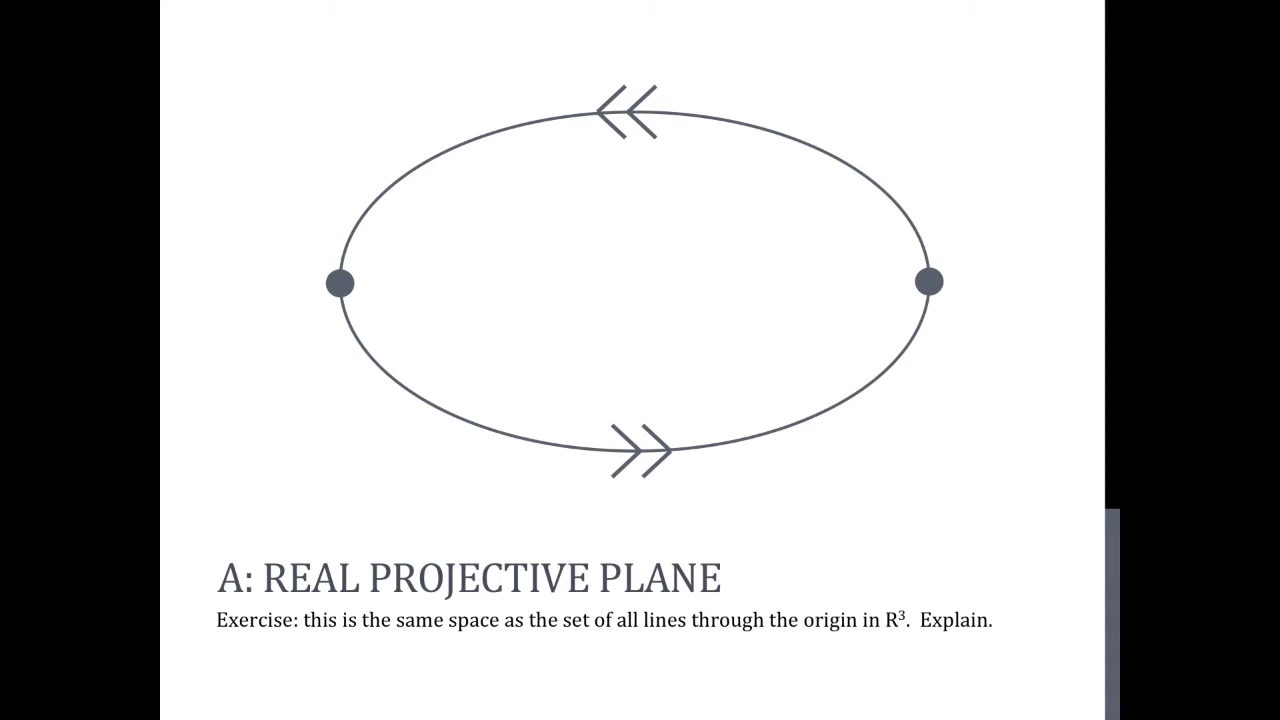 A: REAL PROJECTIVE PLANE
Exercise: this is the same space as the set of all lines through the origin in R³.  Explain.